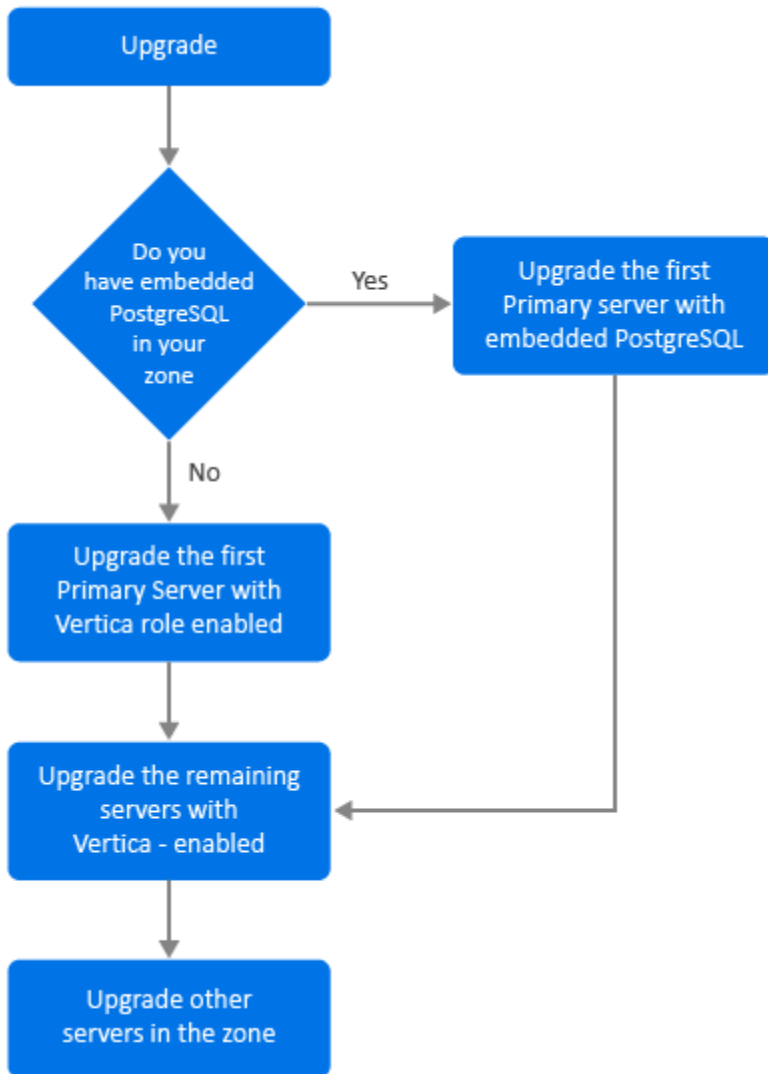 Upgrade
Do you
have embedded
PostgreSQL
in your
zone
Yes
Upgrade the first
Primary server with
embedded PostgreSQL
No
Upgrade the first
Primary Server with
Vertica role enabled
Upgrade the remaining
servers with
Vertica - enabled
Upgrade other
servers in the zone